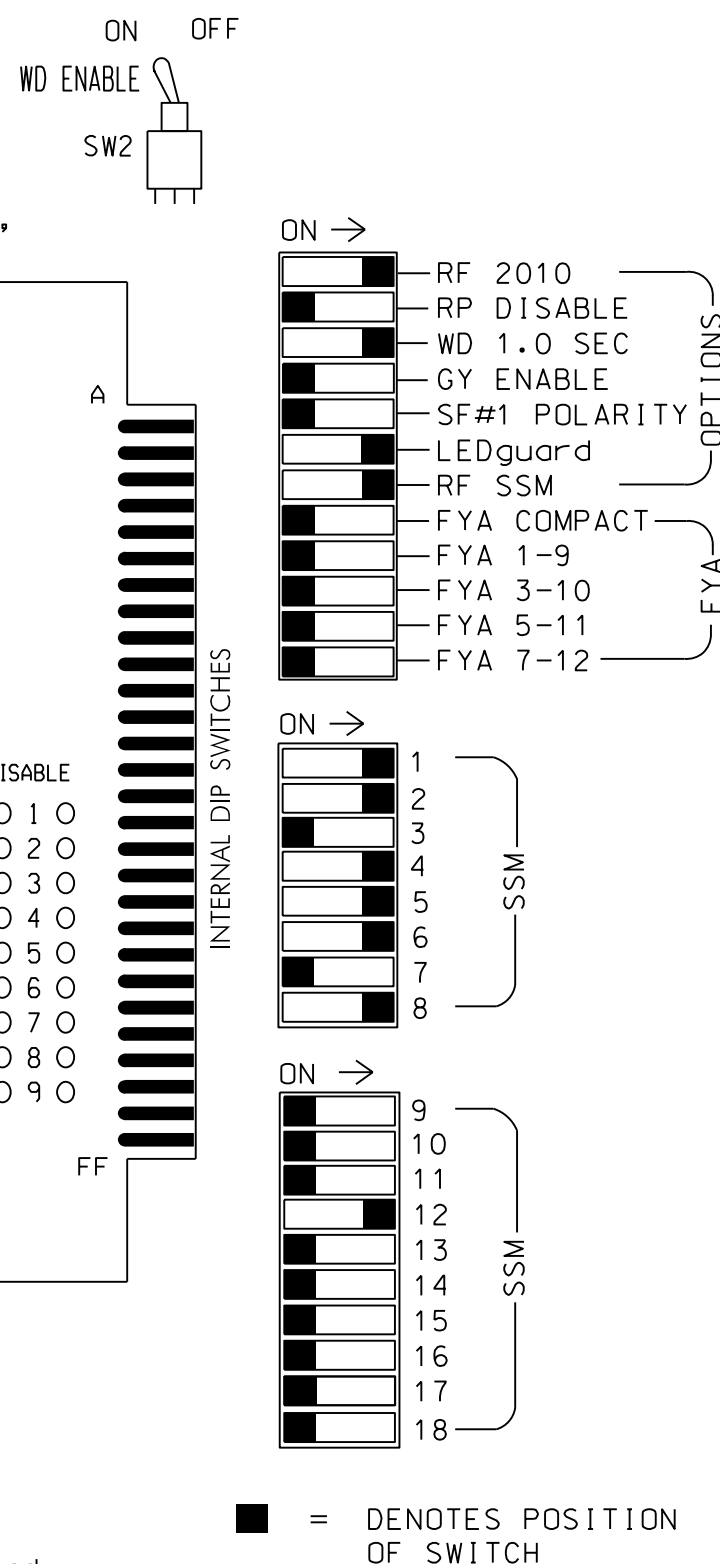 ON OFF
WD ENABLE
SW2
ON
RF 2010
RP DISABLE
WD 1.0 SEC
GY ENABLE
SF#1 POLARITY
LEDguard
RF SSM
OPTIONS
FYA COMPACT
FYA 1-9
FYA 3-10
FYA 5-11
FYA 7-12
FYA
A
FF
INTERNAL DIP SWITCHES
ISABLE
1
2
3
4
5
6
7
8
9
ON
1
2
3
4
5
6
7
8
SSM
ON
9
10
11
12
13
14
15
16
17
18
SSM
= DENOTES POSITION
OF SWITCH